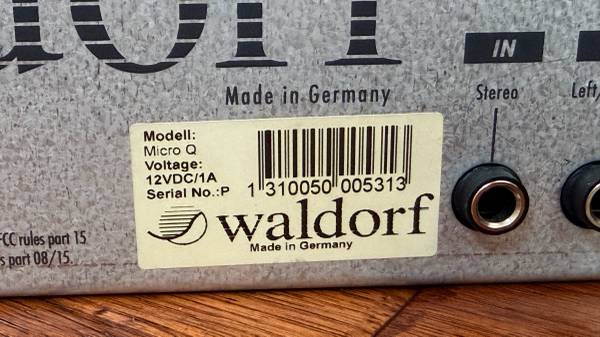 Made in Germany
IN
Stereo
Left/
Modell:
Micro Q
Voltage:
12VDC/1A
Serial No.:P
1 310050 005313
waldorf
Made in Germany
FCC rules part 15
s part 08/15.